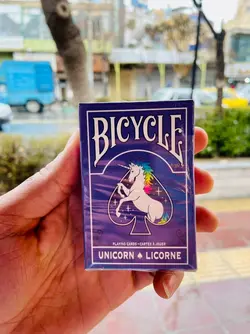 BICYCLE
PLAYING CARDS • CARTES À JOUER
UNICORN ♠ LICORNE